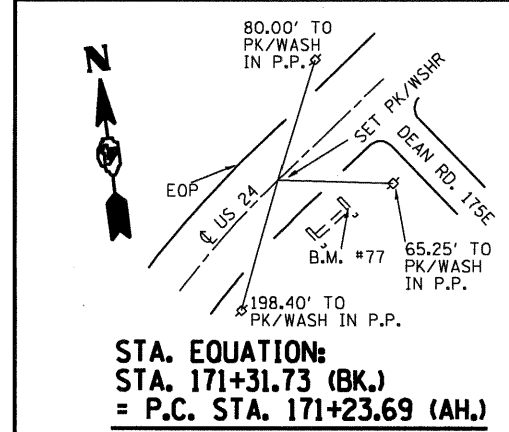 80.00' TO
PK/WASH
IN P.P.
N
SET PK/WSHR
DEAN RD. 175E
EOP
℄ US 24
B.M. #77
65.25' TO
PK/WASH
IN P.P.
198.40' TO
PK/WASH IN P.P.
STA. EQUATION:
STA. 171+31.73 (BK.)
= P.C. STA. 171+23.69 (AH.)